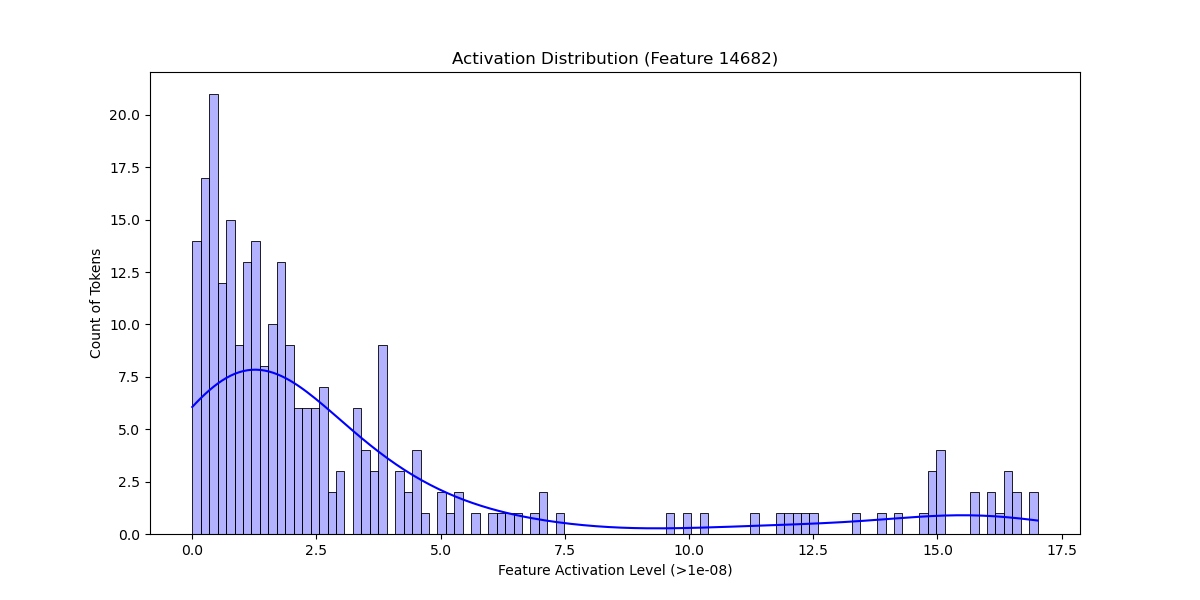 Activation Distribution (Feature 14682)
20.0
17.5
15.0
12.5
10.0
7.5
5.0
2.5
0.0
Count of Tokens
0.0 2.5 5.0 7.5 10.0 12.5 15.0 17.5
Feature Activation Level (>1e-08)